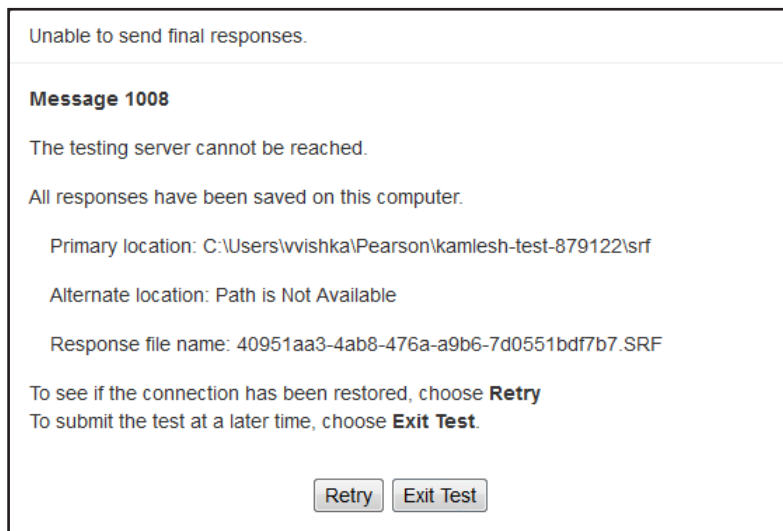 Unable to send final responses.
Message 1008
The testing server cannot be reached.
All responses have been saved on this computer.
Primary location: C:\Users\vvishka\Pearson\kamlesh-test-879122\srf
Alternate location: Path is Not Available
Response file name: 40951aa3-4ab8-476a-a9b6-7d0551bdf7b7.SRF
To see if the connection has been restored, choose Retry
To submit the test at a later time, choose Exit Test.
Retry Exit Test